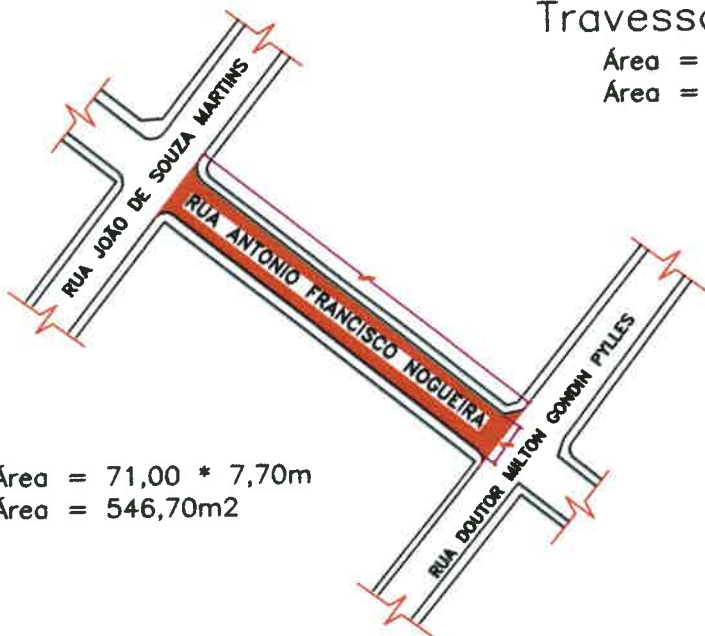 Travessa
Área =
Área =
RUA JOÃO DE SOUZA MARTINS
RUA ANTONIO FRANCISCO NOGUEIRA
RUA DOUTOR MILTON GONDIN PYLLES
Área = 71,00 * 7,70m
Área = 546,70m2